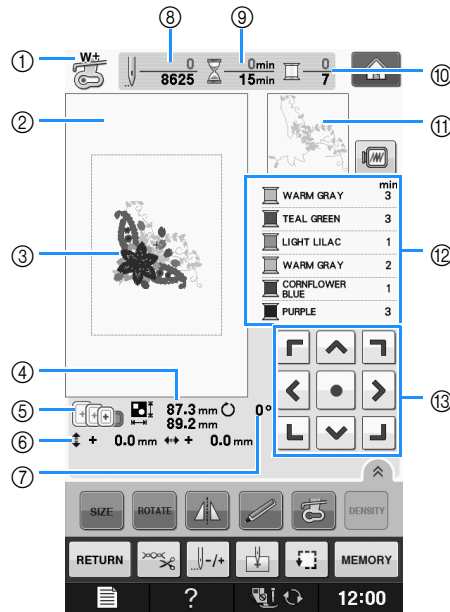 ⑧ ⑨
① W+ 0 0min 0 ⑩
8625 15min 7
② ⑪
min
WARM GRAY 3
TEAL GREEN 3
LIGHT LILAC 1 ⑫
WARM GRAY 2
③ CORNFLOWER BLUE 1
PURPLE 3
④
⑤ 87.3 mm 0°
89.2 mm
⑥ + 0.0 mm + 0.0 mm
⑦ ⑬
SIZE ROTATE DENSITY
RETURN -/+ MEMORY
? 12:00